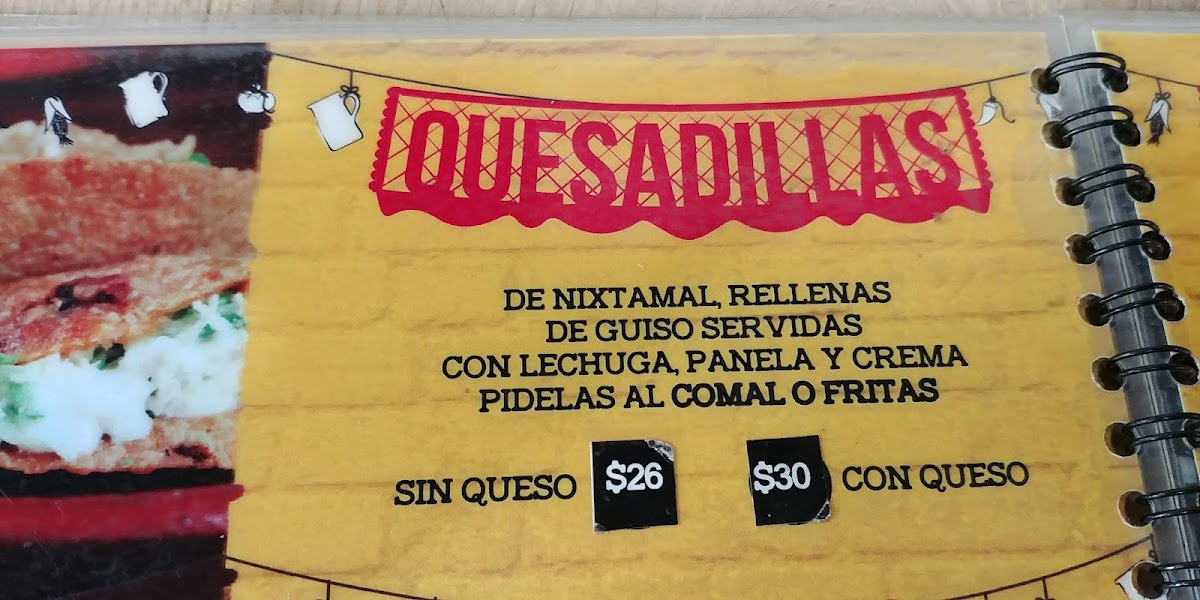 QUESADILLAS
DE NIXTAMAL, RELLENAS
DE GUISO SERVIDAS
CON LECHUGA, PANELA Y CREMA
PIDELAS AL COMAL O FRITAS
SIN QUESO $26 $30 CON QUESO